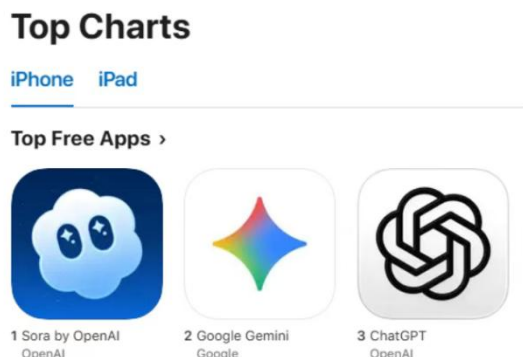 Top Charts
iPhone iPad
Top Free Apps ›
1 Sora by OpenAI 2 Google Gemini 3 ChatGPT
OpenAI Google OpenAI